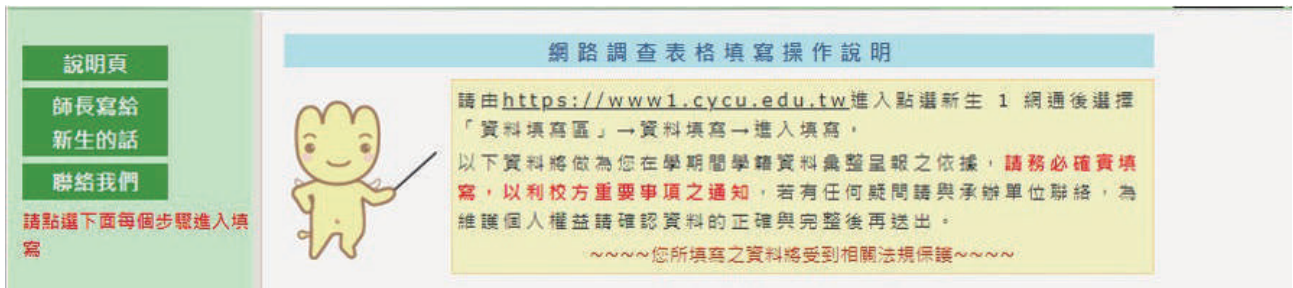 說明頁
師長寫給
新生的話
聯絡我們
請點選下面每個步驟進入填
寫
網路調查表格填寫操作說明
請由https://www1.cycu.edu.tw進入點選新生 1 網通後選擇
「資料填寫區」→資料填寫→進入填寫，
以下資料將做為您在學期間學籍資料彙整呈報之依據，請務必確實填
寫，以利校方重要事項之通知，若有任何疑問請與承辦單位聯絡，為
維護個人權益請確認資料的正確與完整後再送出。
~~~~您所填寫之資料將受到相關法規保護~~~~